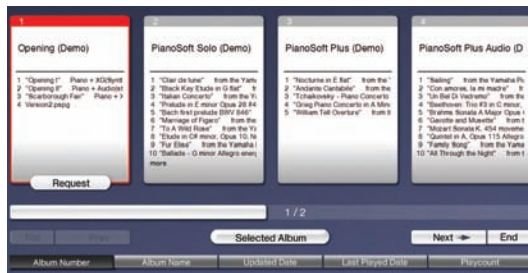 1
Opening (Demo)
1 "Opening I" Piano + XG(Synth
2 "Opening II" Piano + Audio(st
3 "Scarborough Fair" Piano +
4 Version2.pspg
Request
2
PianoSoft Solo (Demo)
1 "Clair de lune" from the Yam
2 "Black Key Etude in G flat"
3 "Italian Concerto" from the
4 "Prelude in E minor Opus 28 #4
5 "Bach first prelude BWV 846"
6 "Marriage of Figaro" from the
7 "To A Wild Rose" from the Y
8 "Etude in C# minor, Opus 10, N
9 "Fur Elise" from the Yamaha
10 "Ballade - G minor Allegro energ
more
3
PianoSoft Plus (Demo)
1 "Nocturne in E flat" from the
2 "Andante Cantabile" from the
3 "Tchaikovsky - Piano Concerto
4 "Grieg Piano Concerto in A Min
5 "William Tell Overture"
4
PianoSoft Plus Audio (D
1 "Sailing" from the Yamaha P
2 "Con amores, la mi madre"
3 "Un Bel Di Vedremo" from the
4 "Beethoven: Trio #3 in C minor,
5 "Brahms: Sonata A Major Opus
6 "Gavotte and Musette" from t
7 "Mozart Sonata K. 454 moveme
8 "Quintet in A, Opus 115 Allegro
9 "Family Song" from the Yama
10 "All Through the Night" from t
1 / 2
Top Prev Selected Album Next End
Album Number Album Name Updated Date Last Played Date Playcount